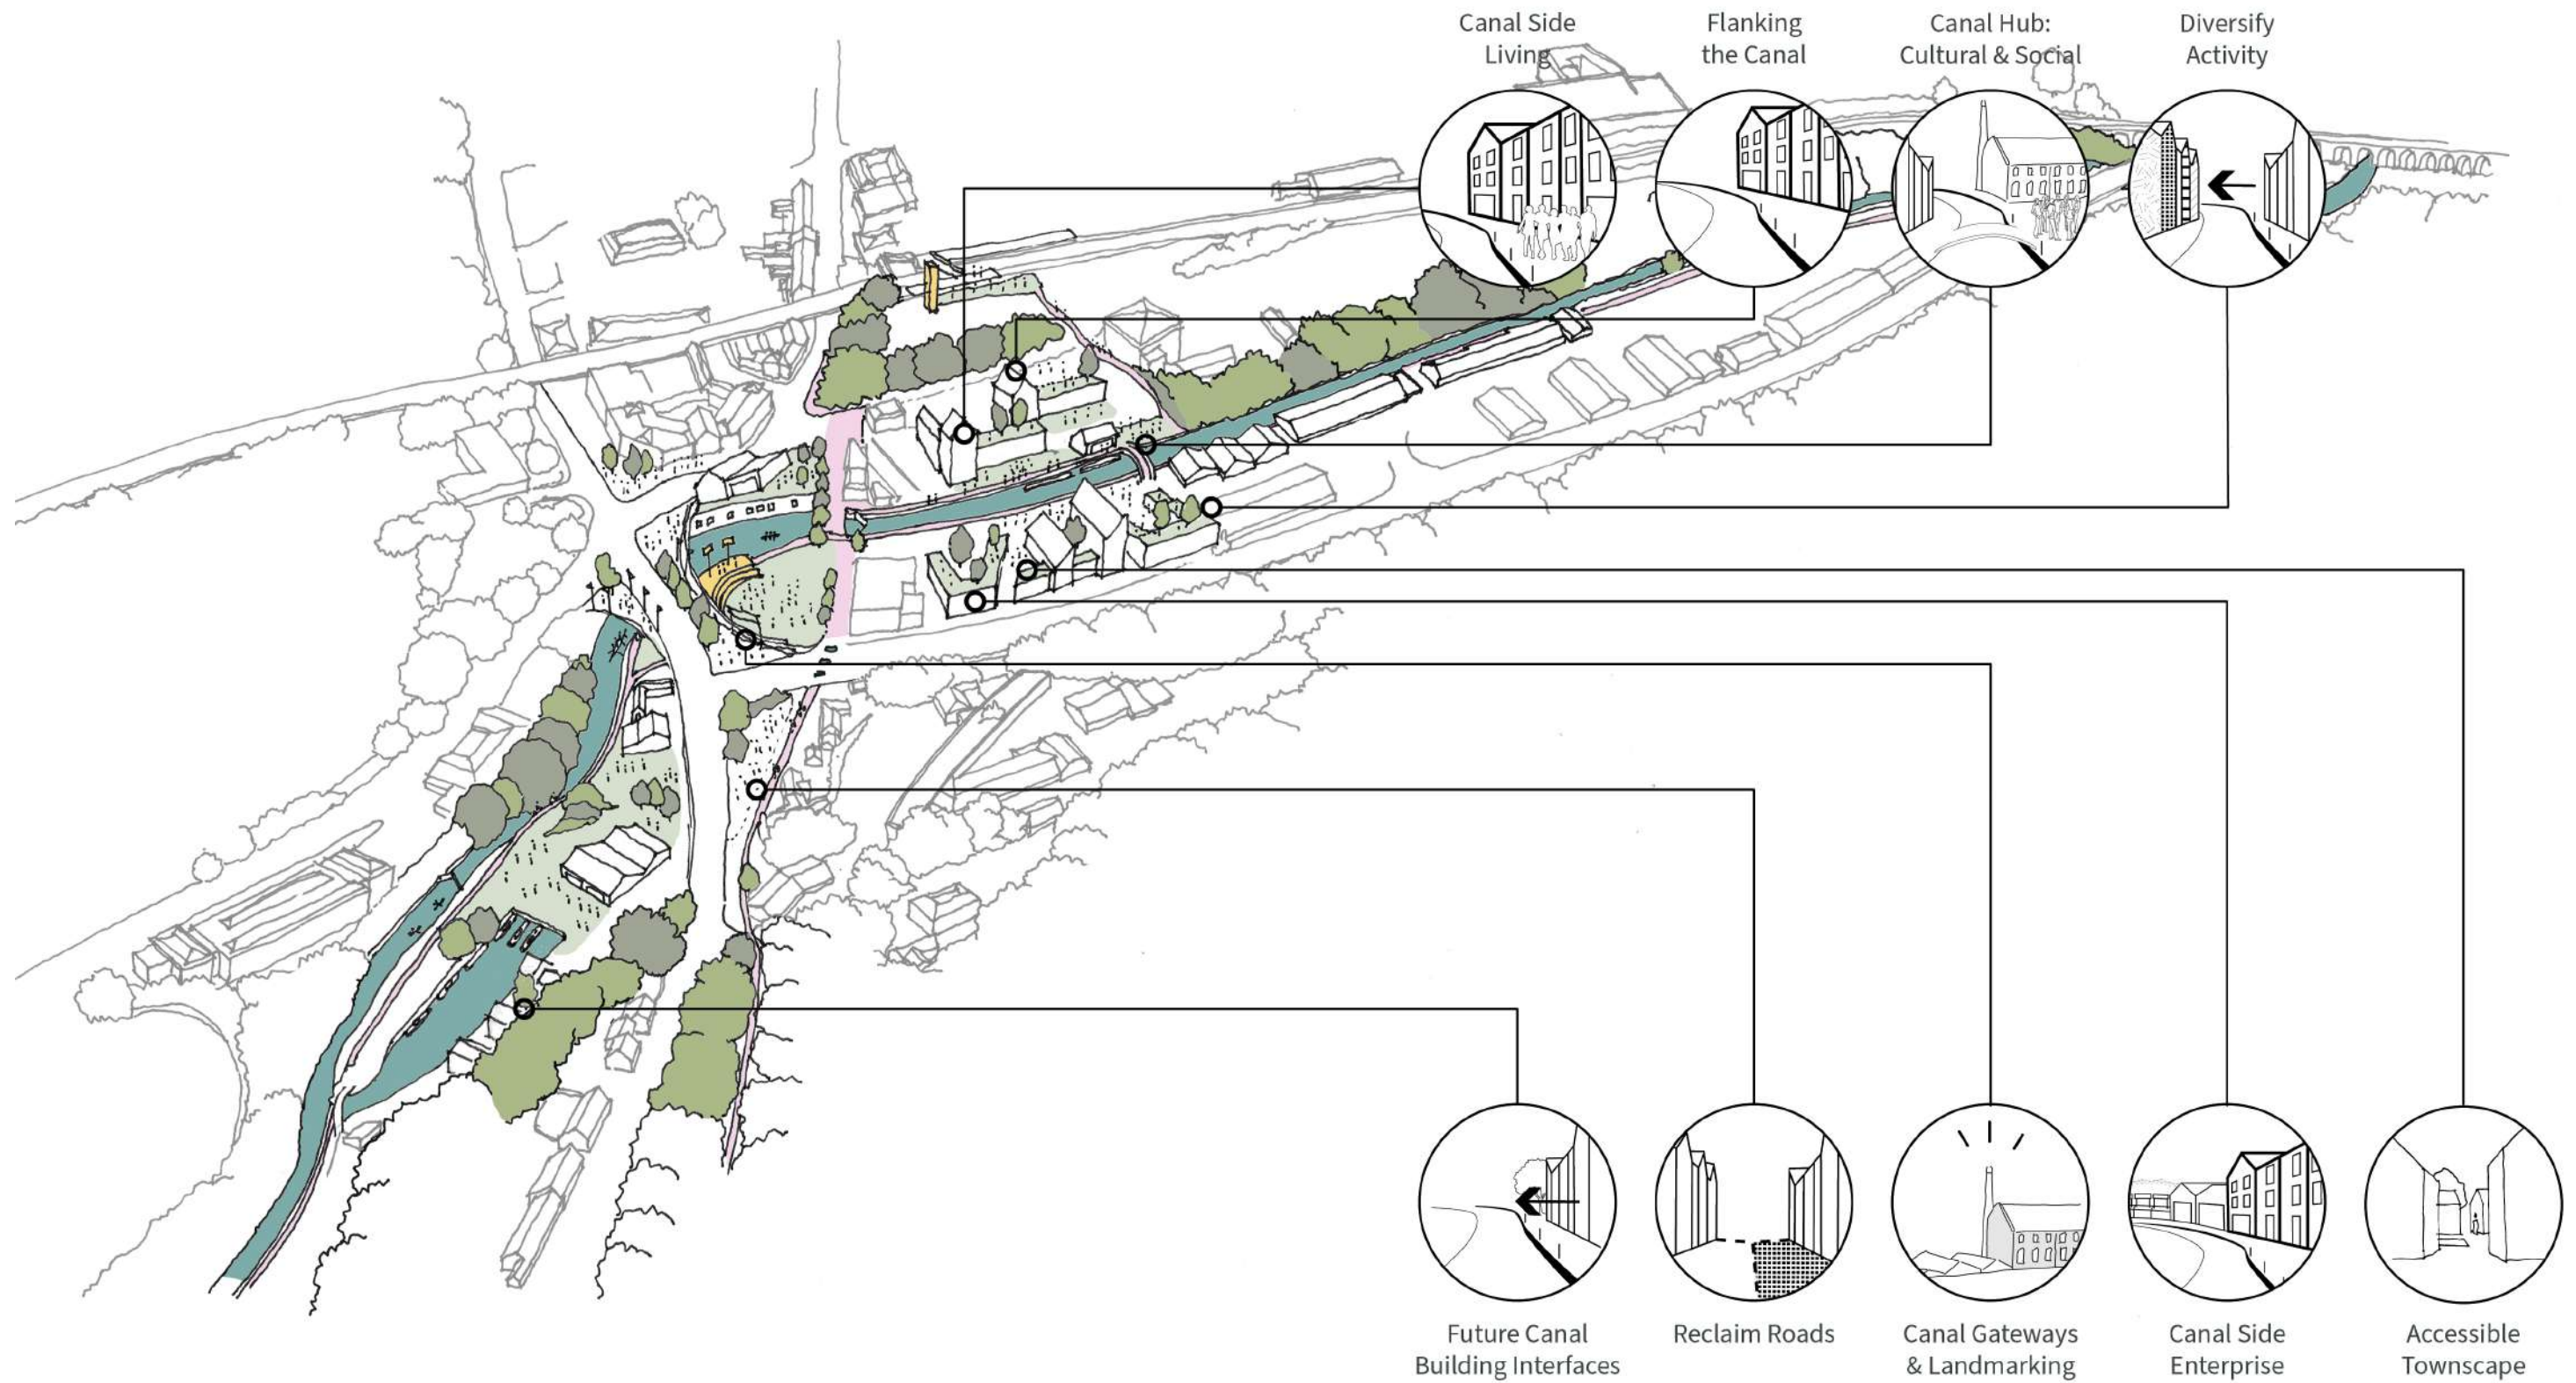 Canal Side
Living
Flanking
the Canal
Canal Hub:
Cultural & Social
Diversify
Activity
Future Canal
Building Interfaces
Reclaim Roads
Canal Gateways
& Landmarking
Canal Side
Enterprise
Accessible
Townscape